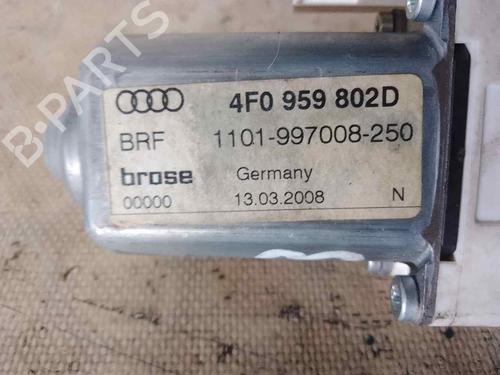 4F0 959 802D
BRF 1101-997008-250
brose Germany
00000 13.03.2008 N
B-PARTS